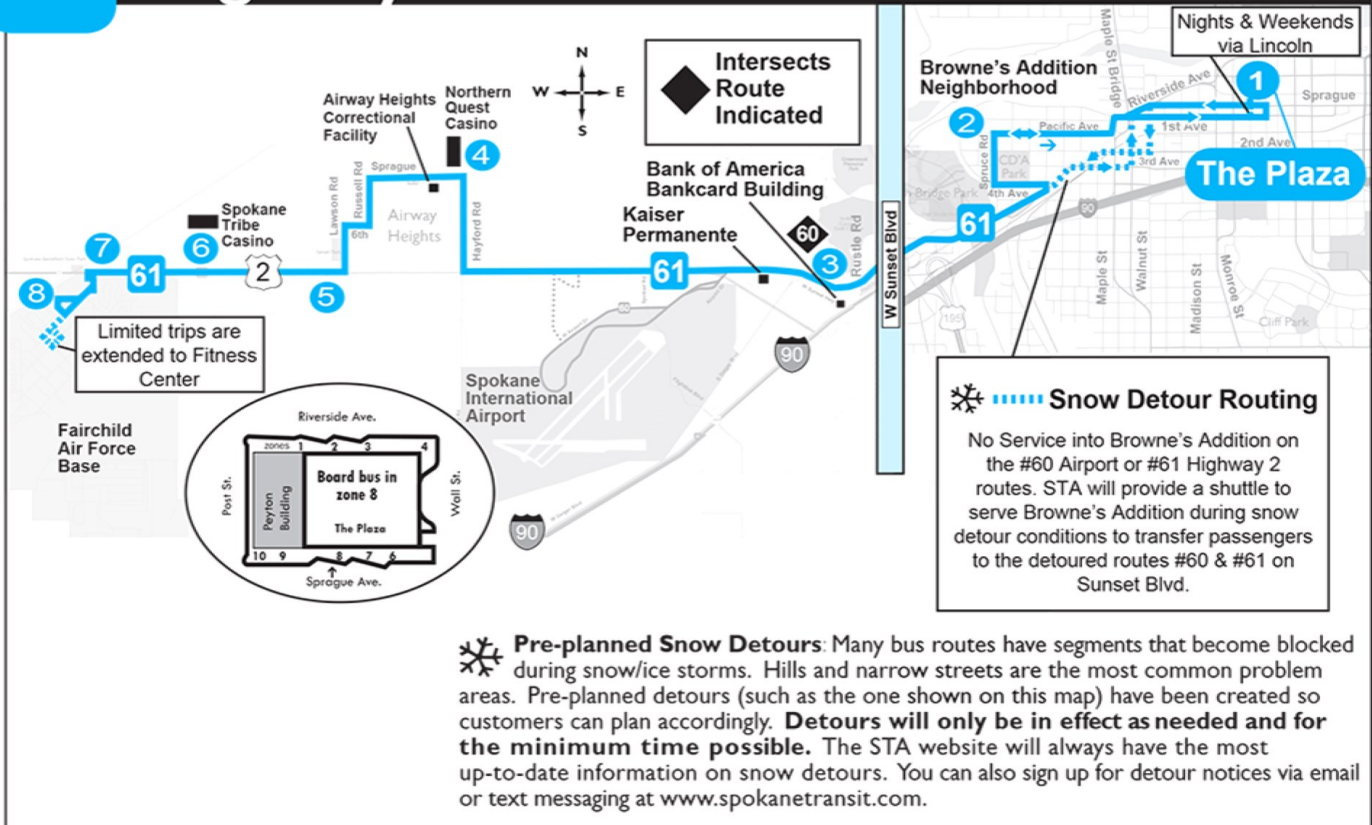 Nights & Weekends
via Lincoln
Maple St Bridge
Riverside Ave
Sprague
1
Browne's Addition
Neighborhood
2
Pacific Ave
1st Ave
2nd Ave
3rd Ave
Spruce Rd
CD'A
Park
4th Ave
The Plaza
61
90
Maple St
Walnut St
Madison St
Monroe St
Cliff Park
195
N
W
E
S
Intersects
Route
Indicated
Airway Heights
Correctional
Facility
Northern
Quest
Casino
4
Sprague
Russell Rd
Lawson Rd
6th
Airway
Heights
Hayford Rd
Bank of America
Bankcard Building
Kaiser
Permanente
60
3
Rustle Rd
W Sunset Blvd
Spokane
Tribe
Casino
6
7
61
2
5
61
8
Limited trips are
extended to Fitness
Center
Fairchild
Air Force
Base
Spokane
International
Airport
90
90
Riverside Ave.
zones 1 2 3 4
Post St.
Peyton
Building
Board bus in
zone 8
The Plaza
Wall St.
10 9 8 7 6
Sprague Ave.
Snow Detour Routing
No Service into Browne's Addition on
the #60 Airport or #61 Highway 2
routes. STA will provide a shuttle to
serve Browne's Addition during snow
detour conditions to transfer passengers
to the detoured routes #60 & #61 on
Sunset Blvd.
Pre-planned Snow Detours: Many bus routes have segments that become blocked
during snow/ice storms. Hills and narrow streets are the most common problem
areas. Pre-planned detours (such as the one shown on this map) have been created so
customers can plan accordingly. Detours will only be in effect as needed and for
the minimum time possible. The STA website will always have the most
up-to-date information on snow detours. You can also sign up for detour notices via email
or text messaging at www.spokanetransit.com.